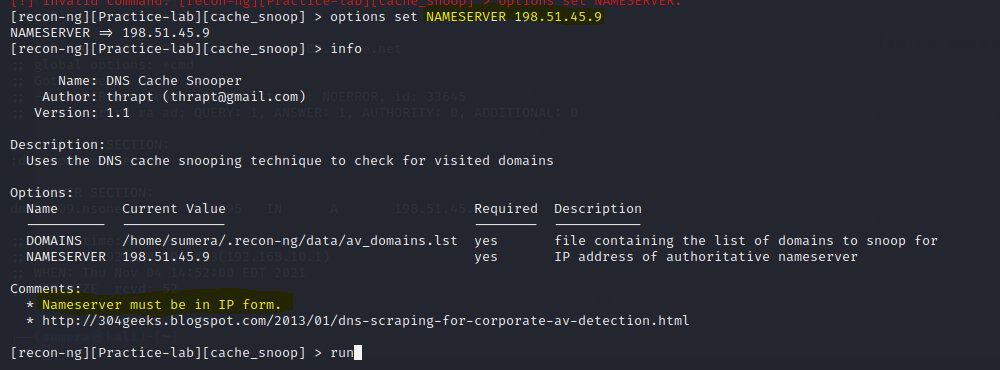 [!] Invalid command: [recon-ng][Practice-lab][cache_snoop] > options set NAMESERVER.
[recon-ng][Practice-lab][cache_snoop] > options set NAMESERVER 198.51.45.9
NAMESERVER => 198.51.45.9
[recon-ng][Practice-lab][cache_snoop] > info
Name: DNS Cache Snooper
Author: thrapt (thrapt@gmail.com)
Version: 1.1
Description:
Uses the DNS cache snooping technique to check for visited domains
Options:
Name Current Value Required Description
DOMAINS /home/sumera/.recon-ng/data/av_domains.lst yes file containing the list of domains to snoop for
NAMESERVER 198.51.45.9 yes IP address of authoritative nameserver
Comments:
* Nameserver must be in IP form.
* http://304geeks.blogspot.com/2013/01/dns-scraping-for-corporate-av-detection.html
[recon-ng][Practice-lab][cache_snoop] > run